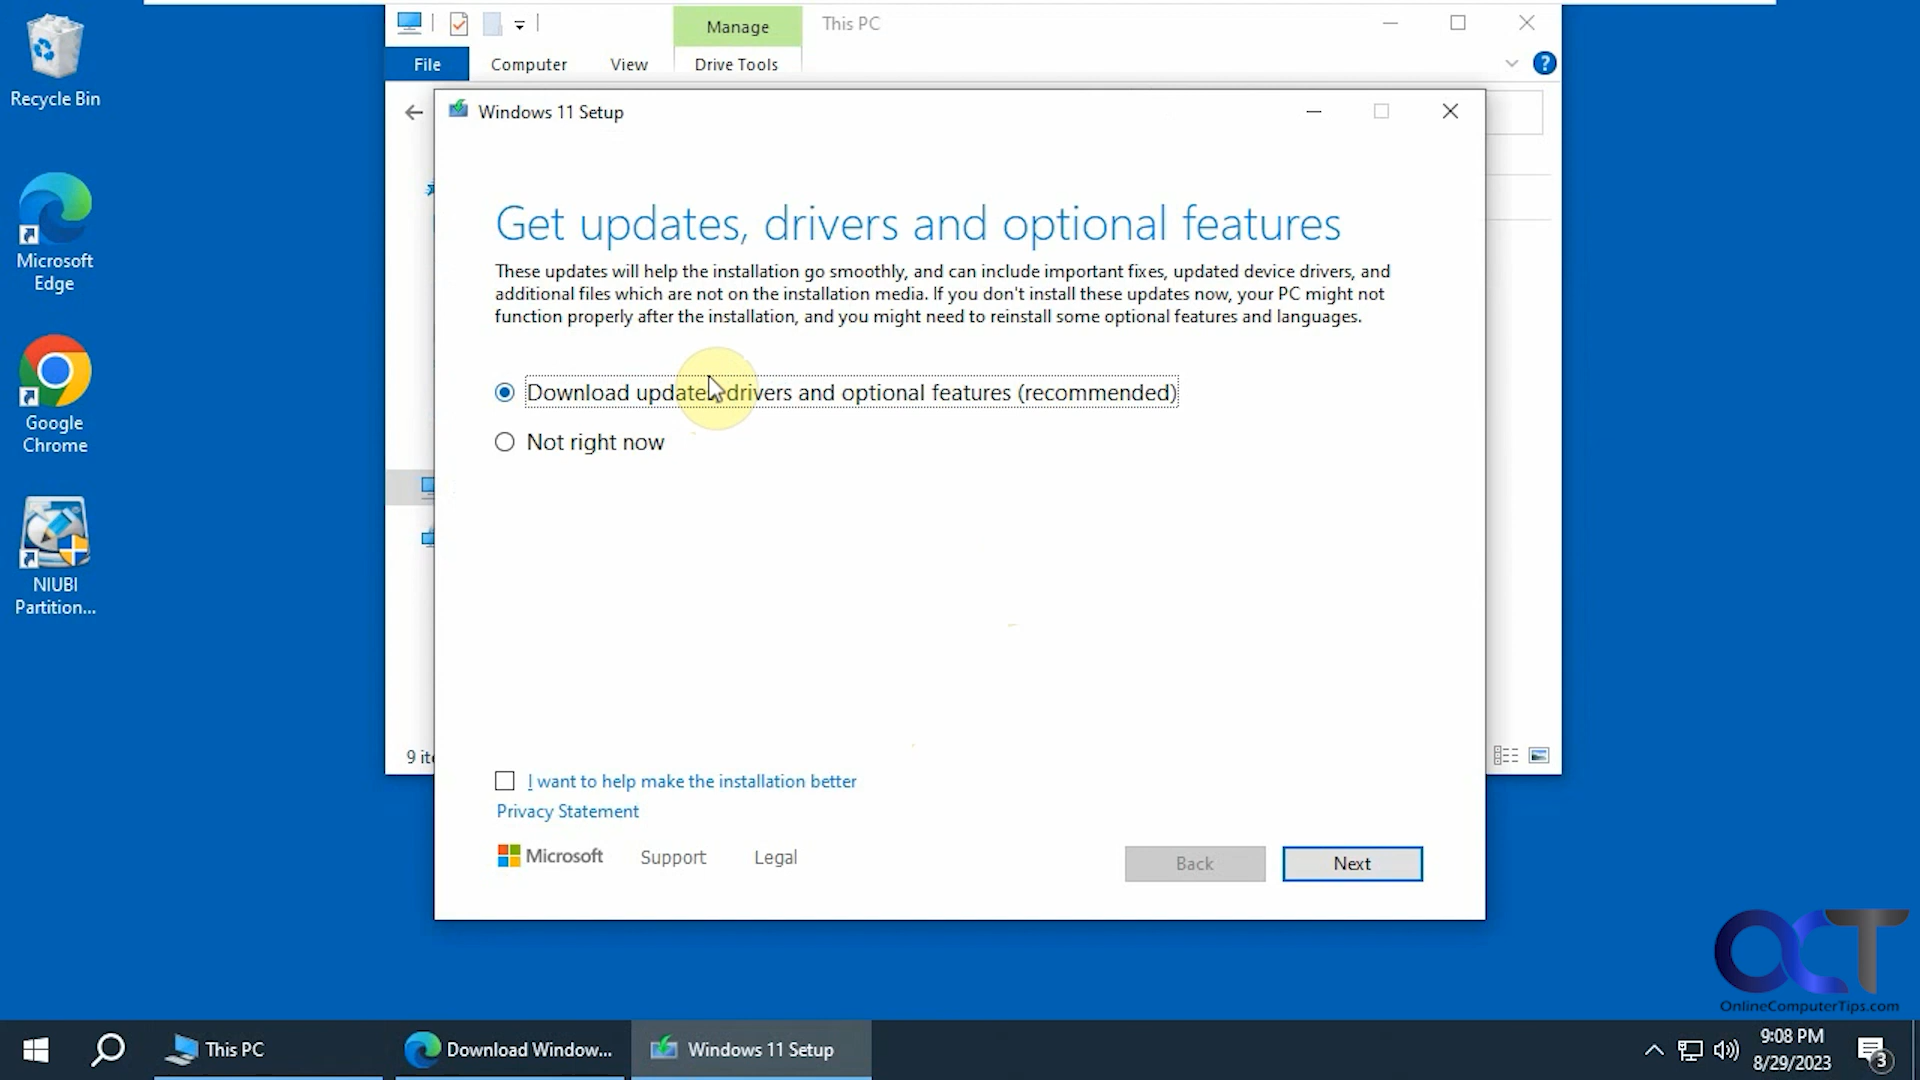 Manage
This PC
File
Computer
View
Drive Tools
?
Recycle Bin
Microsoft
Edge
Google
Chrome
NIUBI
Partition...
Windows 11 Setup
Get updates, drivers and optional features
These updates will help the installation go smoothly, and can include important fixes, updated device drivers, and
additional files which are not on the installation media. If you don't install these updates now, your PC might not
function properly after the installation, and you might need to reinstall some optional features and languages.
Download updates, drivers and optional features (recommended)
Not right now
9 ite
I want to help make the installation better
Privacy Statement
Microsoft
Support
Legal
Back
Next
OCT
OnlineComputerTips.com
This PC
Download Window...
Windows 11 Setup
9:08 PM
8/29/2023
3